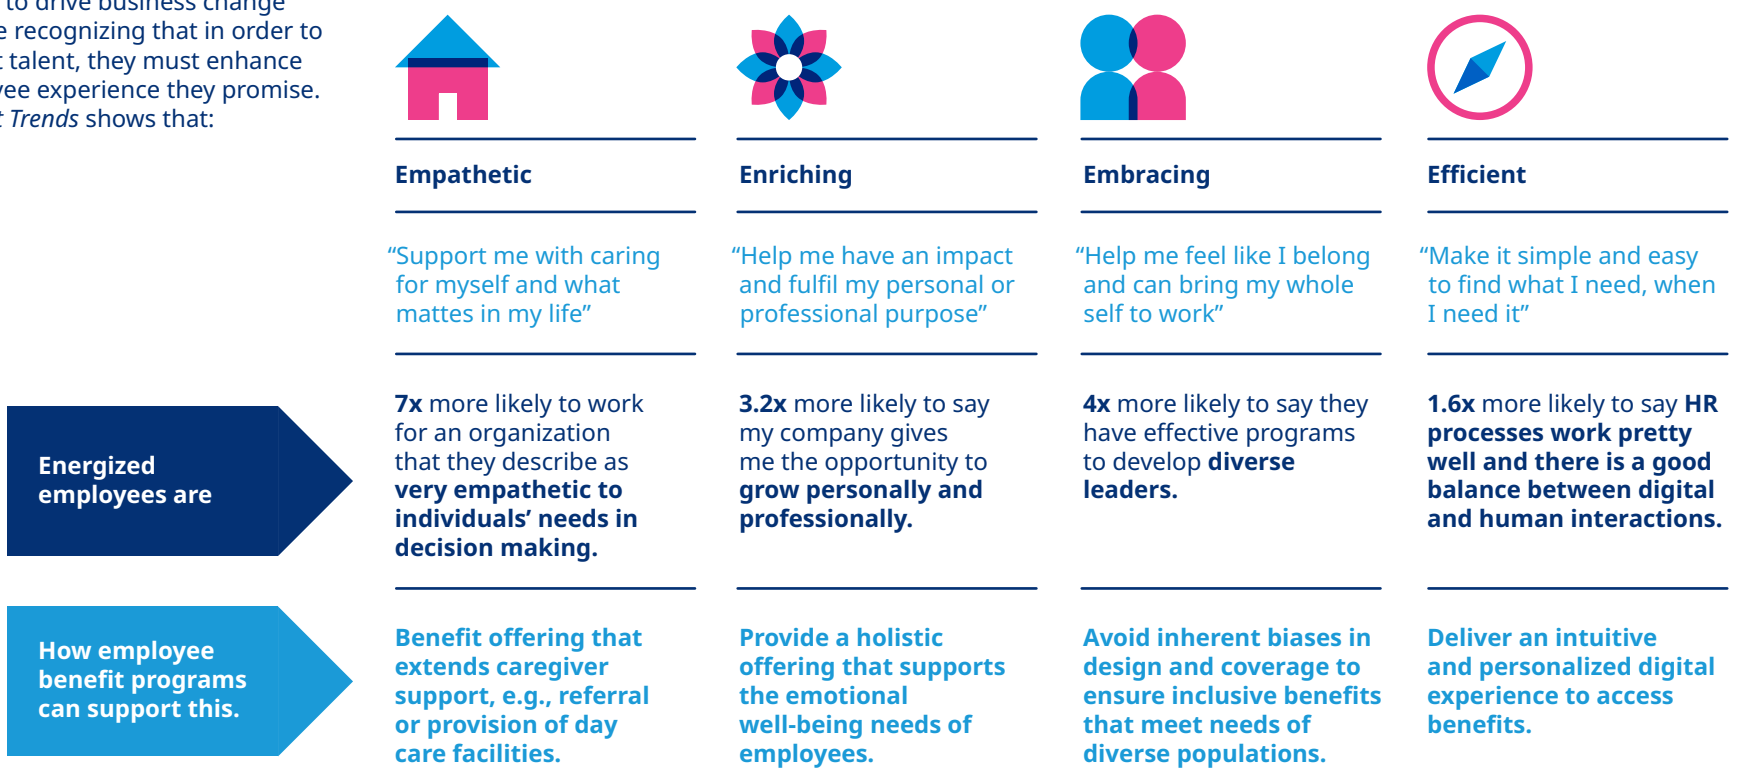 to drive business change
recognizing that in order to
talent, they must enhance
experience they promise.
Trends shows that:
Empathetic
“Support me with caring
for myself and what
mattes in my life”
Enriching
“Help me have an impact
and fulfil my personal or
professional purpose”
Embracing
“Help me feel like I belong
and can bring my whole
self to work”
Efficient
“Make it simple and easy
to find what I need, when
I need it”
Energized
employees are
7x more likely to work
for an organization
that they describe as
very empathetic to
individuals’ needs in
decision making.
3.2x more likely to say
my company gives
me the opportunity to
grow personally and
professionally.
4x more likely to say they
have effective programs
to develop diverse
leaders.
1.6x more likely to say HR
processes work pretty
well and there is a good
balance between digital
and human interactions.
How employee
benefit programs
can support this.
Benefit offering that
extends caregiver
support, e.g., referral
or provision of day
care facilities.
Provide a holistic
offering that supports
the emotional
well-being needs of
employees.
Avoid inherent biases in
design and coverage to
ensure inclusive benefits
that meet needs of
diverse populations.
Deliver an intuitive
and personalized digital
experience to access
benefits.